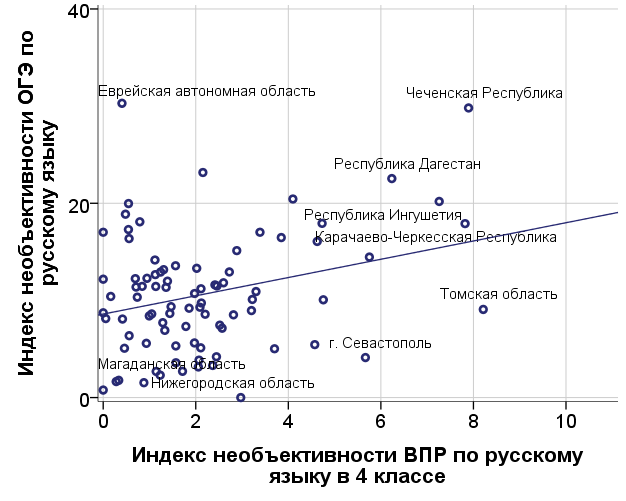 40
Еврейская автономная область
Чеченская Республика
Республика Дагестан
20
Республика Ингушетия
Карачаево-Черкесская Республика
Томская область
г. Севастополь
Магаданская область
Нижегородская область
0
0 2 4 6 8 10
Индекс необъективности ОГЭ по
русскому языку
Индекс необъективности ВПР по русскому
языку в 4 классе